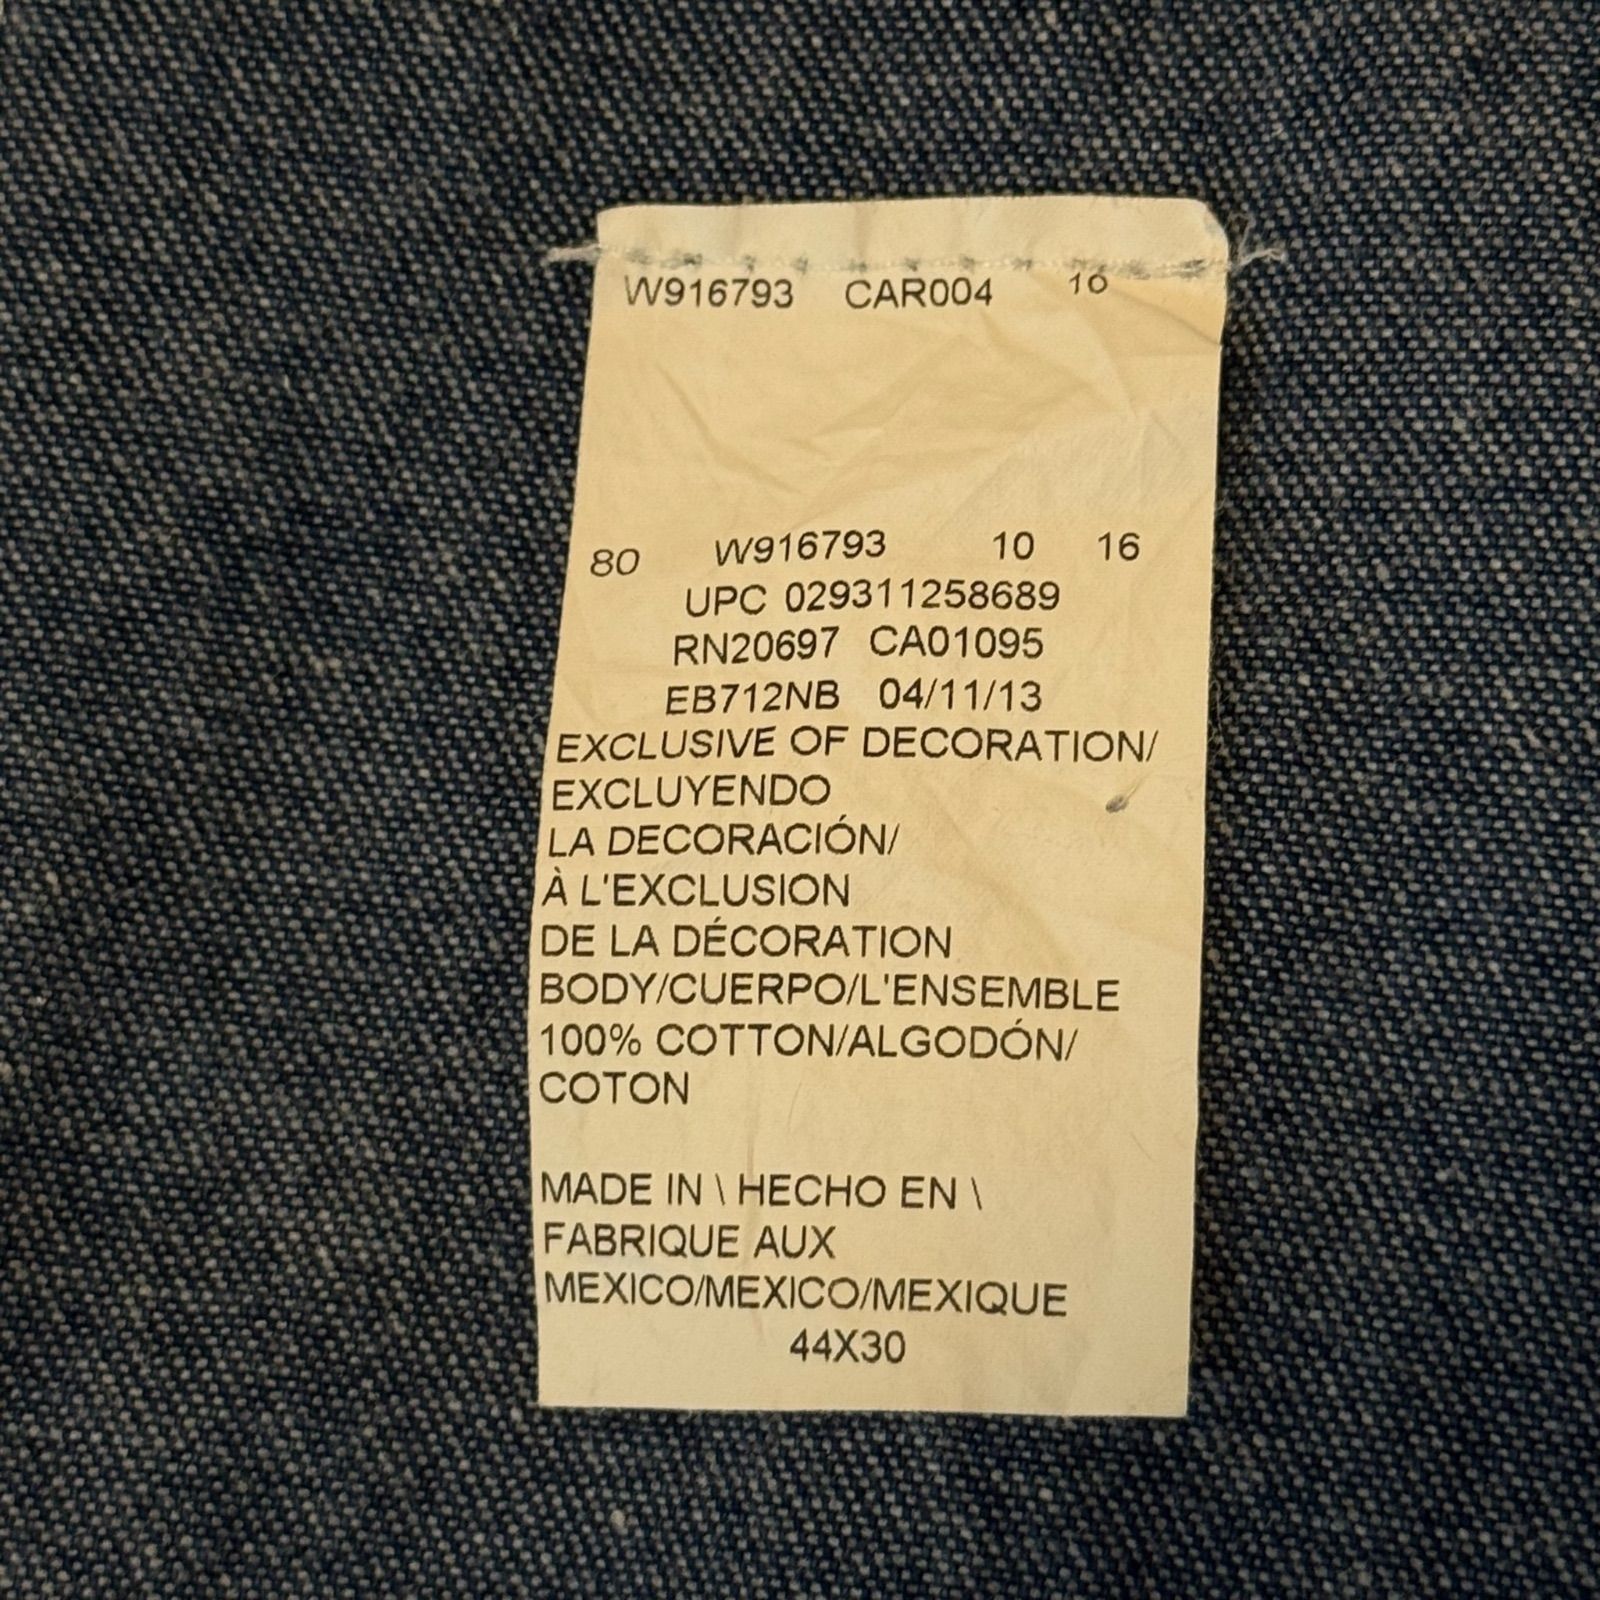 W916793 CAR004 16
80 W916793 10 16
UPC 029311258689
RN20697 CA01095
EB712NB 04/11/13
EXCLUSIVE OF DECORATION/
EXCLUYENDO
LA DECORACIÓN/
À L'EXCLUSION
DE LA DÉCORATION
BODY/CUERPO/L'ENSEMBLE
100% COTTON/ALGODÓN/
COTON
MADE IN \ HECHO EN \
FABRIQUE AUX
MEXICO/MEXICO/MEXIQUE
44X30